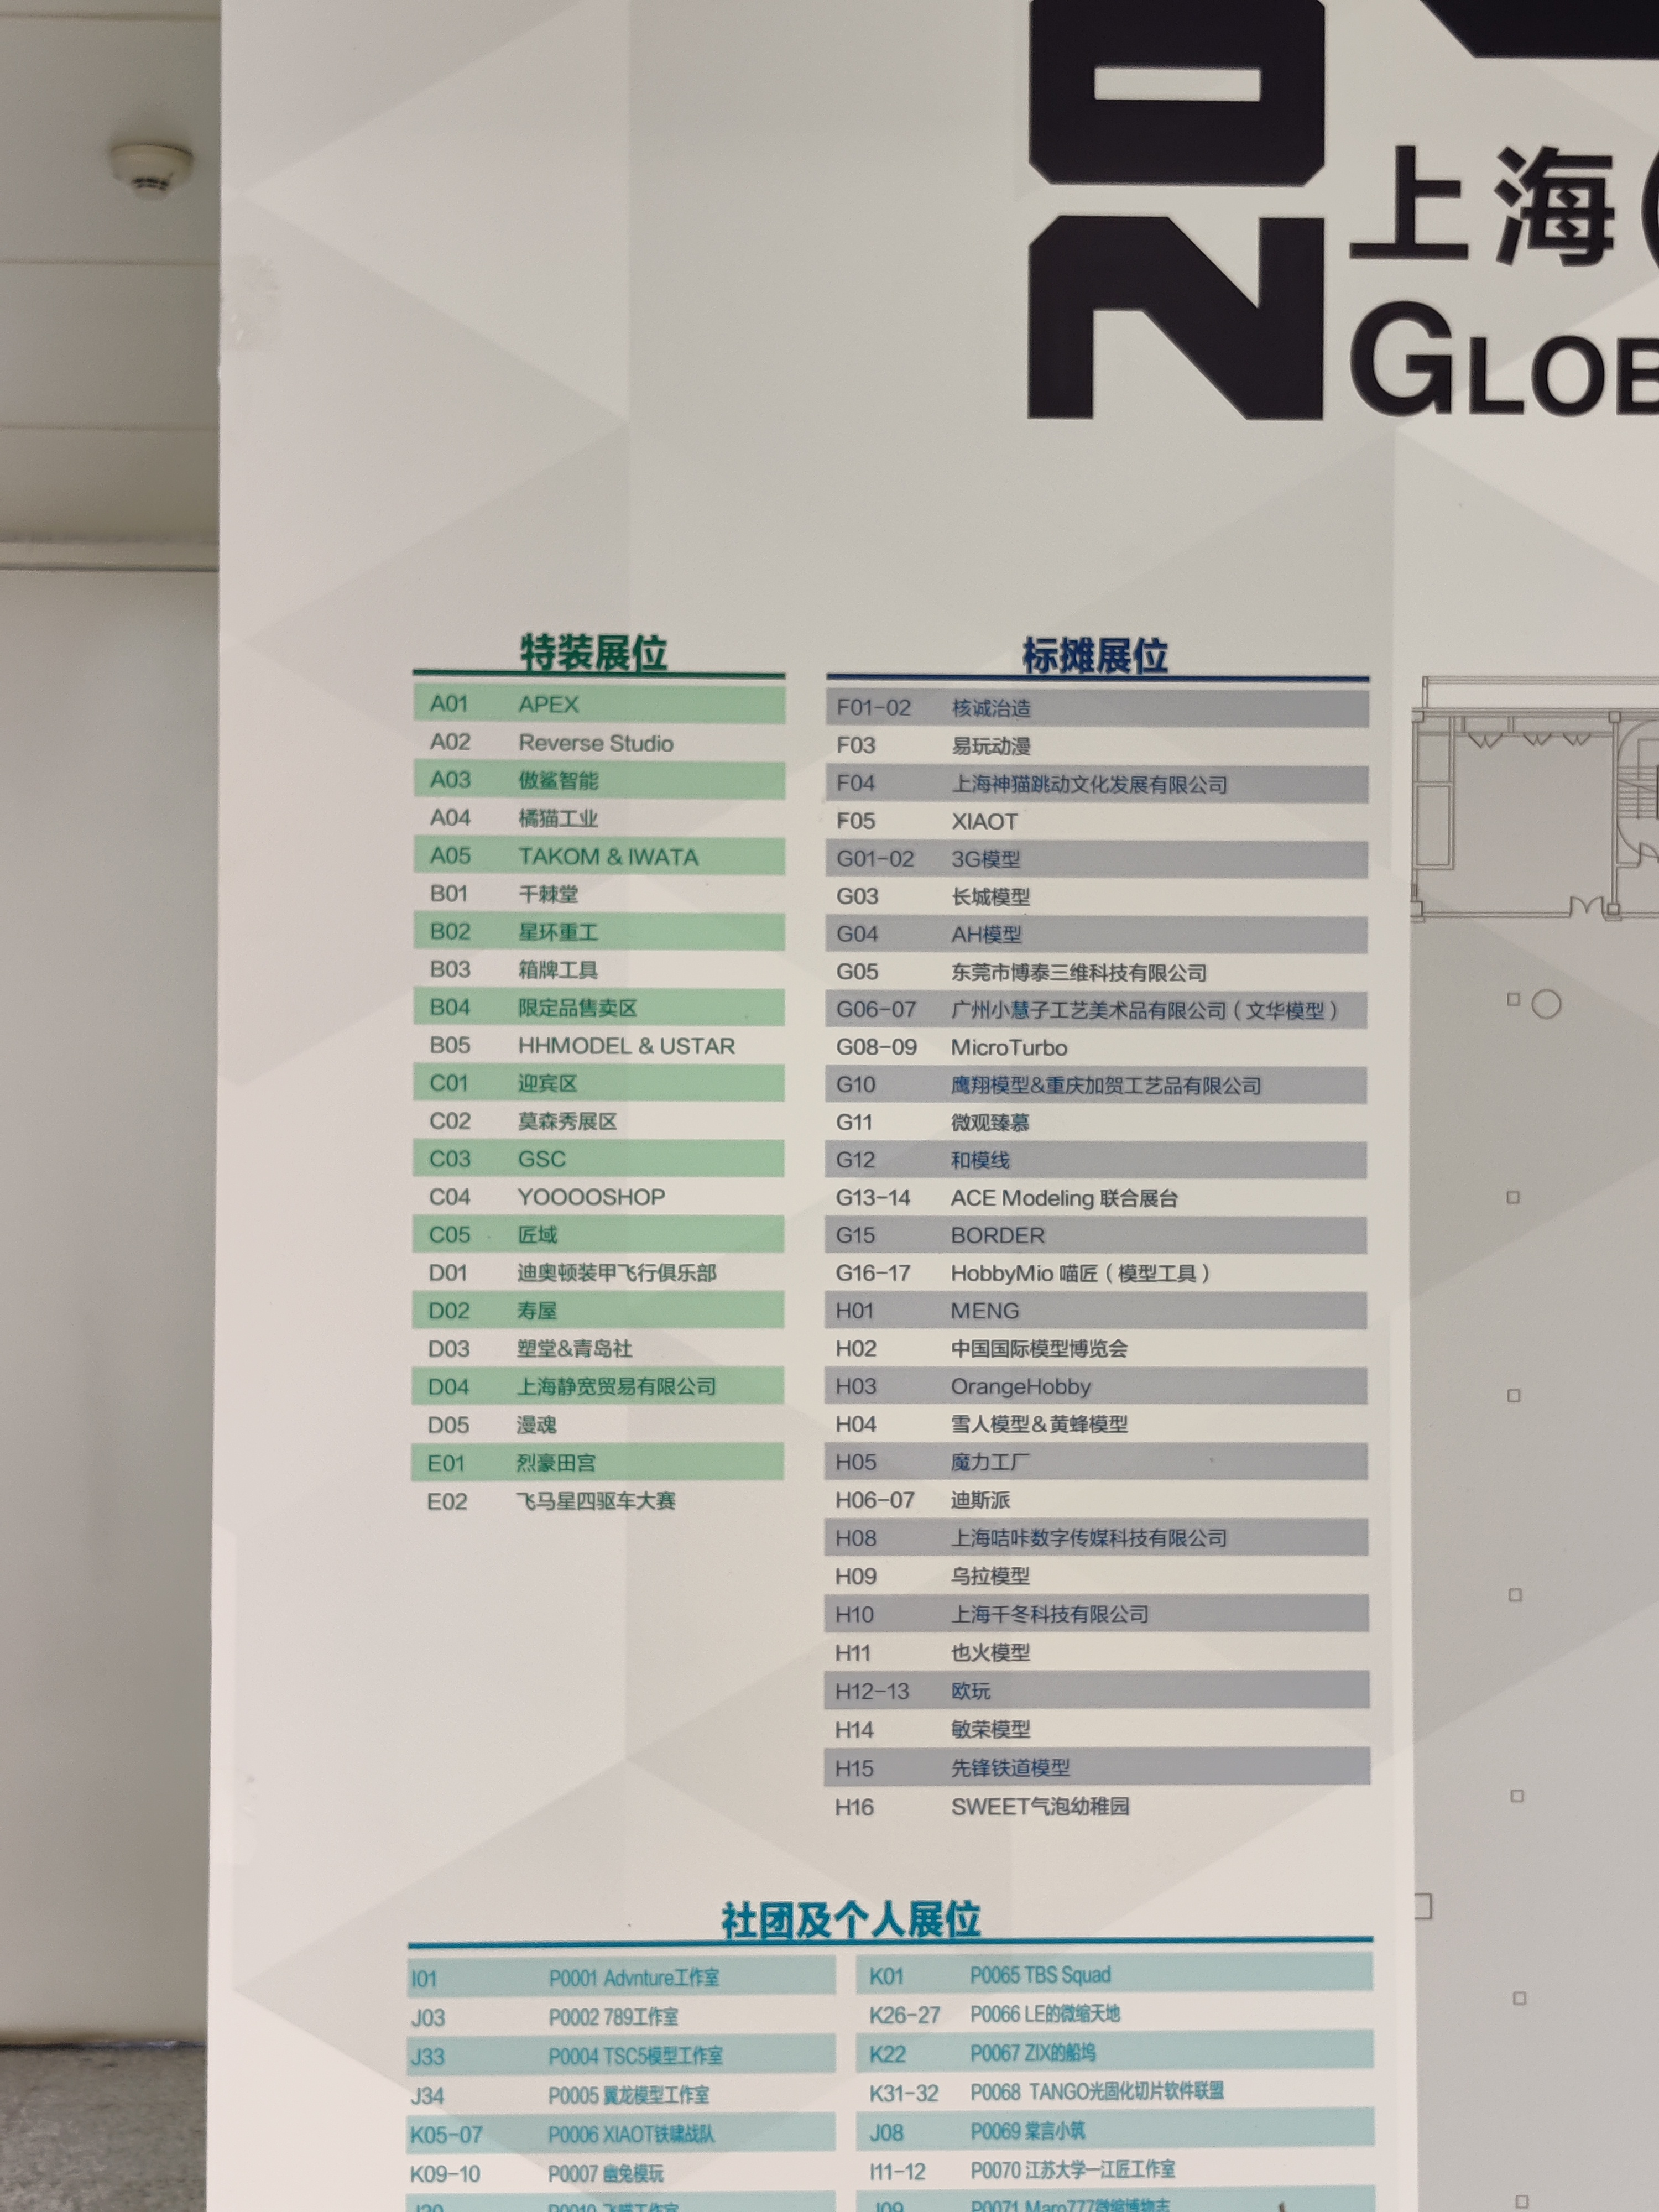 上海
GLOB
特装展位
A01 APEX
A02 Reverse Studio
A03 傲鲨智能
A04 橘猫工业
A05 TAKOM & IWATA
B01 千棘堂
B02 星环重工
B03 箱牌工具
B04 限定品售卖区
B05 HHMODEL & USTAR
C01 迎宾区
C02 莫森秀展区
C03 GSC
C04 YOOOOSHOP
C05 匠域
D01 迪奥顿装甲飞行俱乐部
D02 寿屋
D03 塑堂&青岛社
D04 上海静宽贸易有限公司
D05 漫魂
E01 烈豪田宫
E02 飞马星四驱车大赛
标摊展位
F01-02 核诚治造
F03 易玩动漫
F04 上海神猫跳动文化发展有限公司
F05 XIAOT
G01-02 3G模型
G03 长城模型
G04 AH模型
G05 东莞市博泰三维科技有限公司
G06-07 广州小慧子工艺美术品有限公司（文华模型）
G08-09 MicroTurbo
G10 鹰翔模型&重庆加贺工艺品有限公司
G11 微观臻慕
G12 和模线
G13-14 ACE Modeling 联合展台
G15 BORDER
G16-17 HobbyMio 喵匠（模型工具）
H01 MENG
H02 中国国际模型博览会
H03 OrangeHobby
H04 雪人模型＆黄蜂模型
H05 魔力工厂
H06-07 迪斯派
H08 上海咭咔数字传媒科技有限公司
H09 乌拉模型
H10 上海千冬科技有限公司
H11 也火模型
H12-13 欧玩
H14 敏荣模型
H15 先锋铁道模型
H16 SWEET气泡幼稚园
社团及个人展位
I01 P0001 Advnture工作室
J03 P0002 789工作室
J33 P0004 TSC5模型工作室
J34 P0005 翼龙模型工作室
K05-07 P0006 XIAOT铁啸战队
K09-10 P0007 幽兔模玩
K01 P0065 TBS Squad
K26-27 P0066 LE的微缩天地
K22 P0067 ZIX的船坞
K31-32 P0068 TANGO光固化切片软件联盟
J08 P0069 棠言小筑
I11-12 P0070 江苏大学一江匠工作室
J09 P0071 Maro777微缩博物志